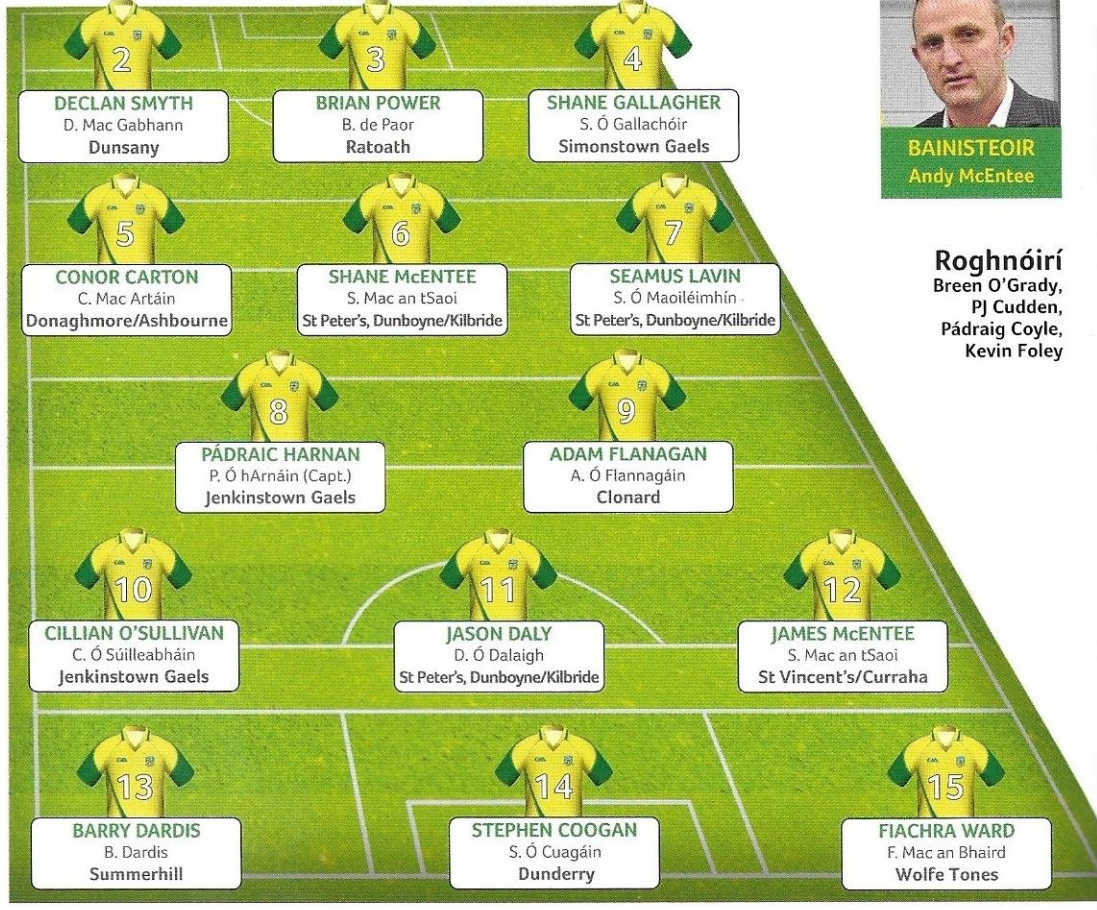 2
DECLAN SMYTH
D. Mac Gabhann
Dunsany
3
BRIAN POWER
B. de Paor
Ratoath
4
SHANE GALLAGHER
S. Ó Gallachóir
Simonstown Gaels
BAINISTEOIR
Andy McEntee
5
CONOR CARTON
C. Mac Artáin
Donaghmore/Ashbourne
6
SHANE McENTEE
S. Mac an tSaoi
St Peter's, Dunboyne/Kilbride
7
SEAMUS LAVIN
S. Ó Maoiléimhín
St Peter's, Dunboyne/Kilbride
Roghnóirí
Breen O'Grady,
PJ Cudden,
Pádraig Coyle,
Kevin Foley
8
PÁDRAIC HARNAN
P. Ó hArnáin (Capt.)
Jenkinstown Gaels
9
ADAM FLANAGAN
A. Ó Flannagáin
Clonard
10
CILLIAN O'SULLIVAN
C. Ó Súilleabháin
Jenkinstown Gaels
11
JASON DALY
D. Ó Dalaigh
St Peter's, Dunboyne/Kilbride
12
JAMES McENTEE
S. Mac an tSaoi
St Vincent's/Curraha
13
BARRY DARDIS
B. Dardis
Summerhill
14
STEPHEN COOGAN
S. Ó Cuagáin
Dunderry
15
FIACHRA WARD
F. Mac an Bhaird
Wolfe Tones